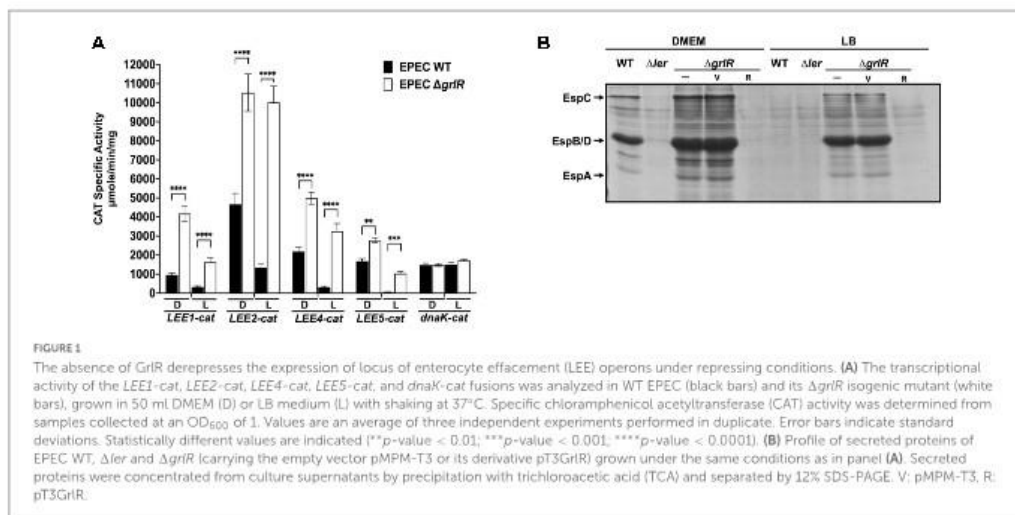 A
B
EPEC WT
EPEC ΔgrlR
CAT Specific Activity
µmole/min/mg
12000
11000
10000
9000
8000
7000
6000
5000
4000
3000
2000
1000
0
****
****
****
****
****
****
**
***
D L D L D L D L D L
LEE1-cat LEE2-cat LEE4-cat LEE5-cat dnaK-cat
DMEM LB
WT Δler ΔgrlR WT Δler ΔgrlR
– V R – V R
EspC
EspB/D
EspA
FIGURE 1
The absence of GrlR derepresses the expression of locus of enterocyte effacement (LEE) operons under repressing conditions. (A) The transcriptional
activity of the LEE1-cat, LEE2-cat, LEE4-cat, LEE5-cat, and dnaK-cat fusions was analyzed in WT EPEC (black bars) and its ΔgrlR isogenic mutant (white
bars), grown in 50 ml DMEM (D) or LB medium (L) with shaking at 37°C. Specific chloramphenicol acetyltransferase (CAT) activity was determined from
samples collected at an OD600 of 1. Values are an average of three independent experiments performed in duplicate. Error bars indicate standard
deviations. Statistically different values are indicated (**p-value < 0.01; ***p-value < 0.001; ****p-value < 0.0001). (B) Profile of secreted proteins of
EPEC WT, Δler and ΔgrlR (carrying the empty vector pMPM-T3 or its derivative pT3GrlR) grown under the same conditions as in panel (A). Secreted
proteins were concentrated from culture supernatants by precipitation with trichloroacetic acid (TCA) and separated by 12% SDS-PAGE. V: pMPM-T3, R:
pT3GrlR.